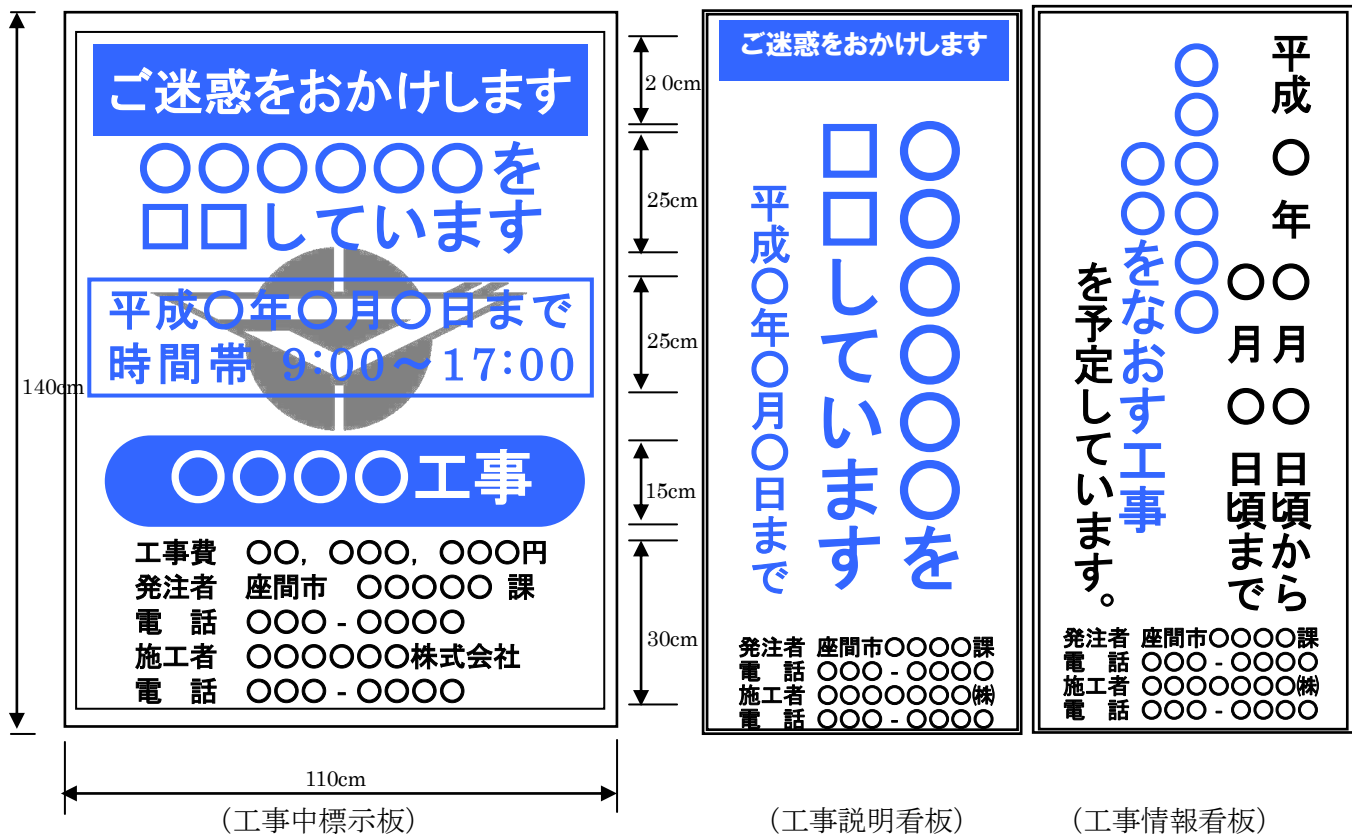 ご迷惑をおかけします
〇〇〇〇〇〇を
□□しています
平成〇年〇月〇日まで
時間帯 9:00～17:00
〇〇〇〇工事
工事費 〇〇，〇〇〇，〇〇〇円
発注者 座間市 〇〇〇〇〇 課
電 話 〇〇〇 - 〇〇〇〇
施工者 〇〇〇〇〇〇株式会社
電 話 〇〇〇 - 〇〇〇〇
140cm
110cm
20cm
25cm
25cm
15cm
30cm
（工事中標示板）
ご迷惑をおかけします
〇〇〇〇〇〇を
□□しています
平成〇年〇月〇日まで
発注者 座間市〇〇〇〇課
電 話 〇〇〇 - 〇〇〇〇
施工者 〇〇〇〇〇〇〇㈱
電 話 〇〇〇 - 〇〇〇〇
（工事説明看板）
平成 〇 年 〇月〇 日頃から
〇月〇 日頃まで
〇〇〇〇〇〇
〇〇をなおす工事
を予定しています。
発注者 座間市〇〇〇〇課
電 話 〇〇〇 - 〇〇〇〇
施工者 〇〇〇〇〇〇〇㈱
電 話 〇〇〇 - 〇〇〇〇
（工事情報看板）